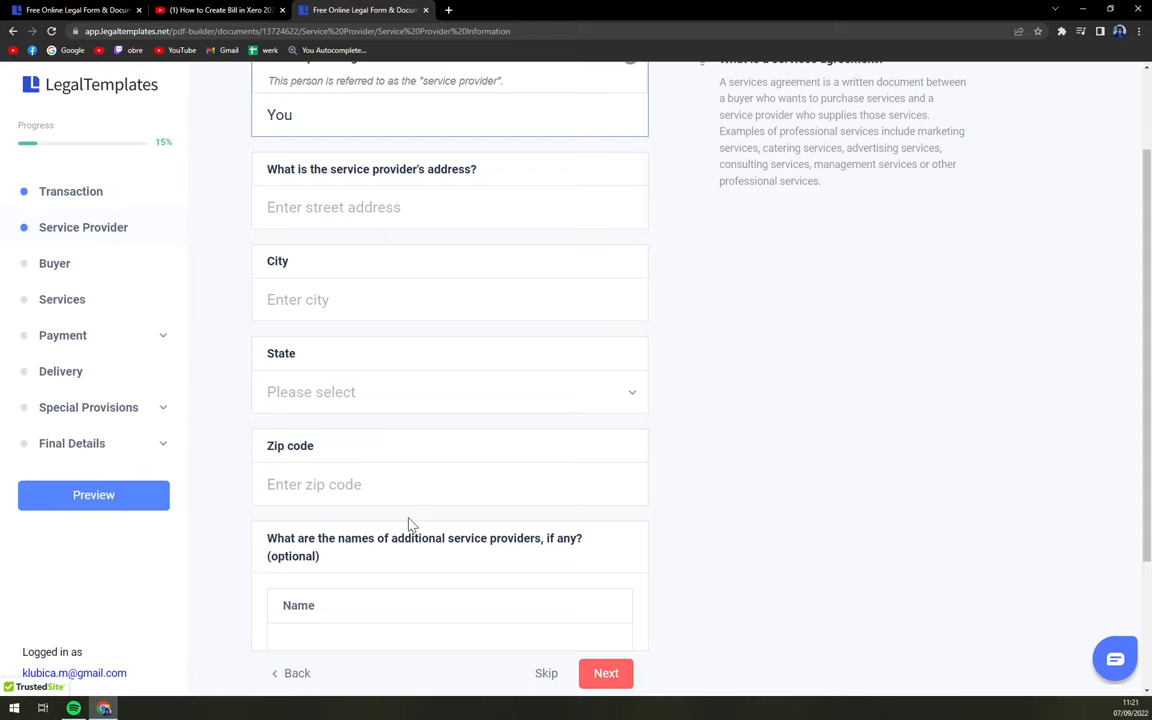 Free Online Legal Form & Docum
(1) How to Create Bill in Xero 202
Free Online Legal Form & Docum
app.legaltemplates.net/pdf-builder/documents/13724622/Service%20Provider/Service%20Provider%20Information
Google
obre
YouTube
Gmail
werk
You Autocomplete...
LegalTemplates
Progress
15%
Transaction
Service Provider
Buyer
Services
Payment
Delivery
Special Provisions
Final Details
Preview
Logged in as
klubica.m@gmail.com
TrustedSite
This person is referred to as the "service provider".
You
What is the service provider's address?
Enter street address
City
Enter city
State
Please select
Zip code
Enter zip code
What are the names of additional service providers, if any?
(optional)
Name
Back
Skip
Next
What is a services agreement?
A services agreement is a written document between
a buyer who wants to purchase services and a
service provider who supplies those services.
Examples of professional services include marketing
services, catering services, advertising services,
consulting services, management services or other
professional services.
11:21
07/09/2022